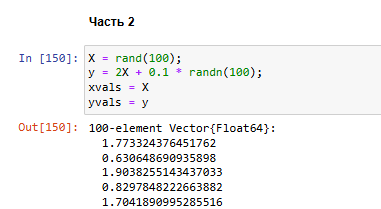 Часть 2
In [150]: X = rand(100);
y = 2X + 0.1 * randn(100);
xvals = X
yvals = y
Out[150]: 100-element Vector{Float64}:
1.773324376451762
0.630648690935898
1.9038255143437033
0.8297848222663882
1.7041890995285516